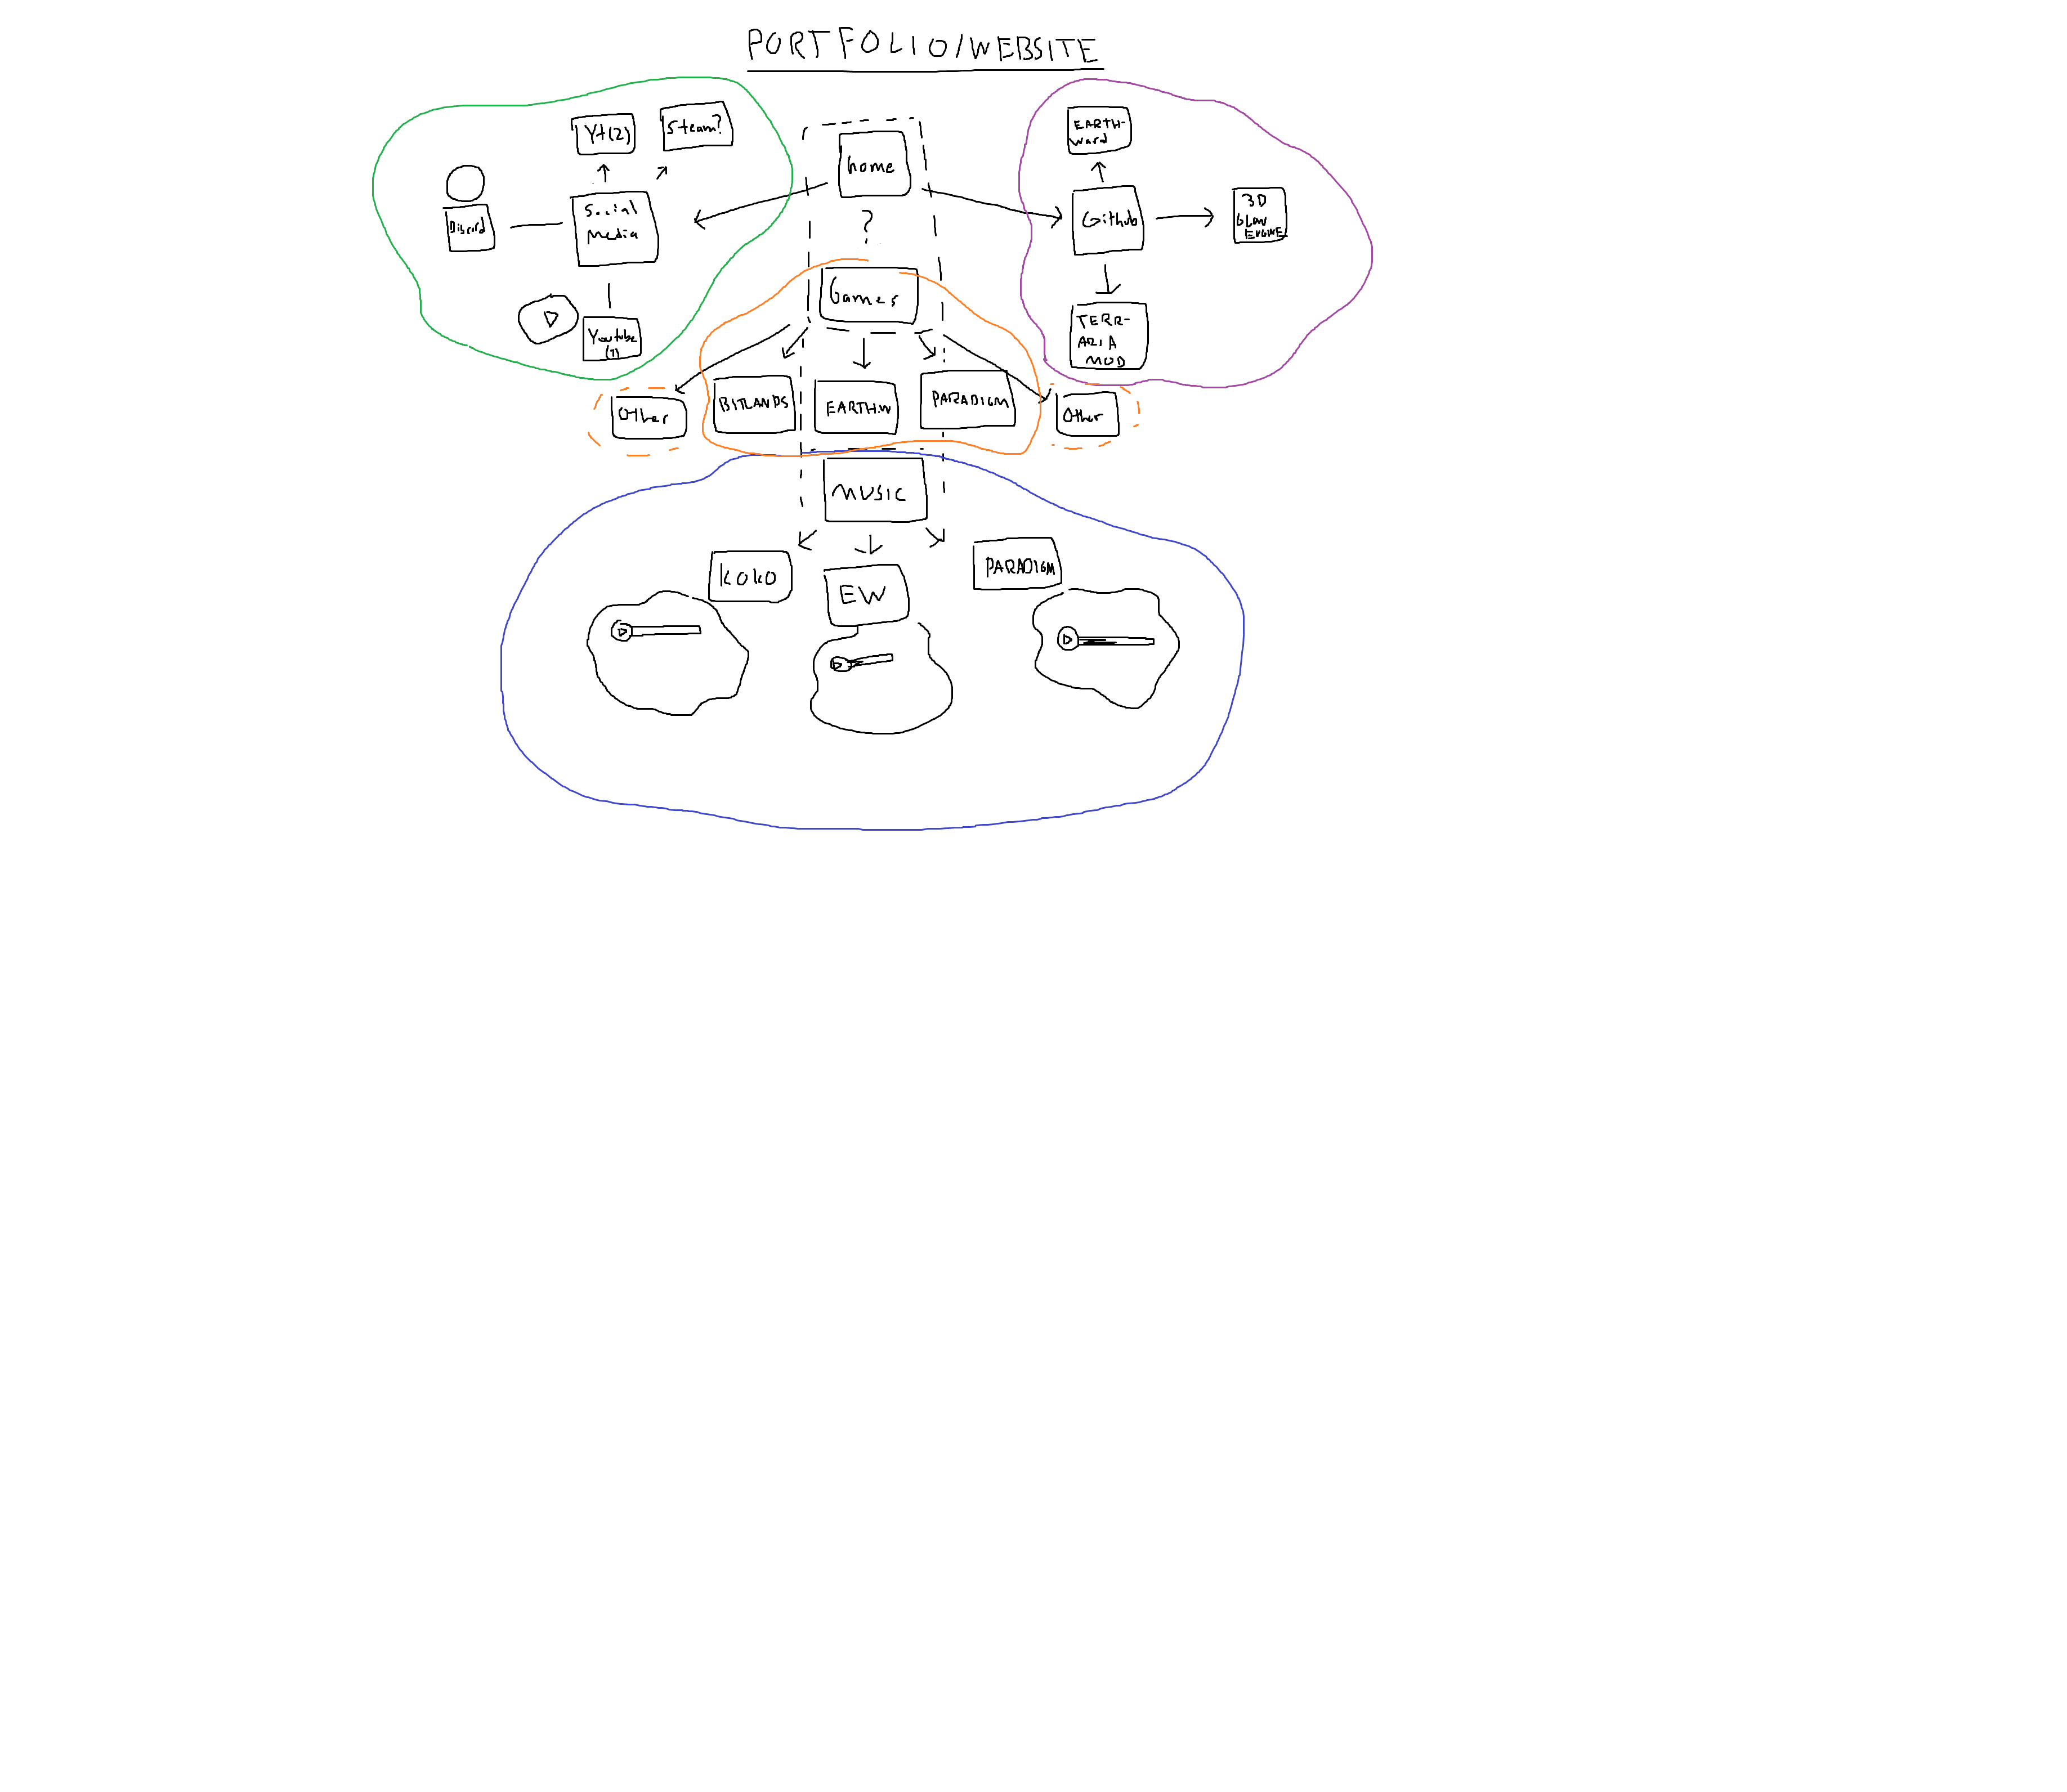 PORTFOLIO/WEBSITE
Yt(2)
Steam?
home
EARTH-
ward
Discord
Social
Media
?
Github
3D
ENGINE
Games
Youtube
(1)
TERR-
ARIA
MOD
Other
BITLANDS
EARTH.W
PARADIGM
Other
MUSIC
KOKO
EW
PARADIGM